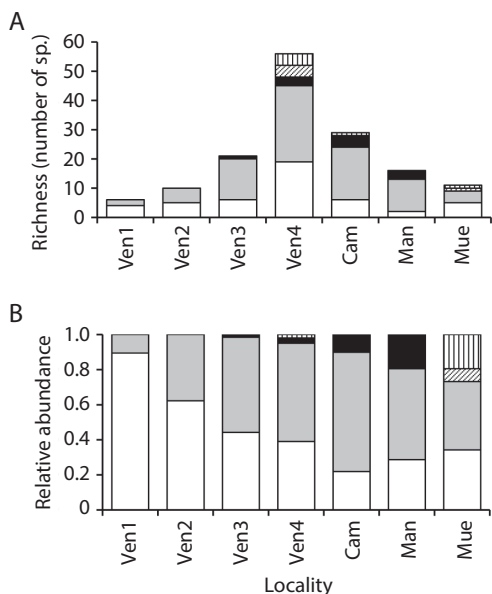 A
Richness (number of sp.)
60
50
40
30
20
10
0
Ven1
Ven2
Ven3
Ven4
Cam
Man
Mue
B
Relative abundance
1.0
0.8
0.6
0.4
0.2
0
Ven1
Ven2
Ven3
Ven4
Cam
Man
Mue
Locality